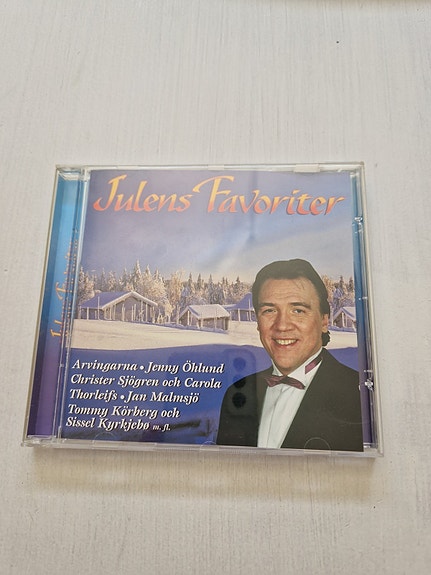 Julens Favoriter
Arvingarna • Jenny Öhlund
Christer Sjögren och Carola
Thorleifs • Jan Malmsjö
Tommy Körberg och
Sissel Kyrkjebø m. fl.